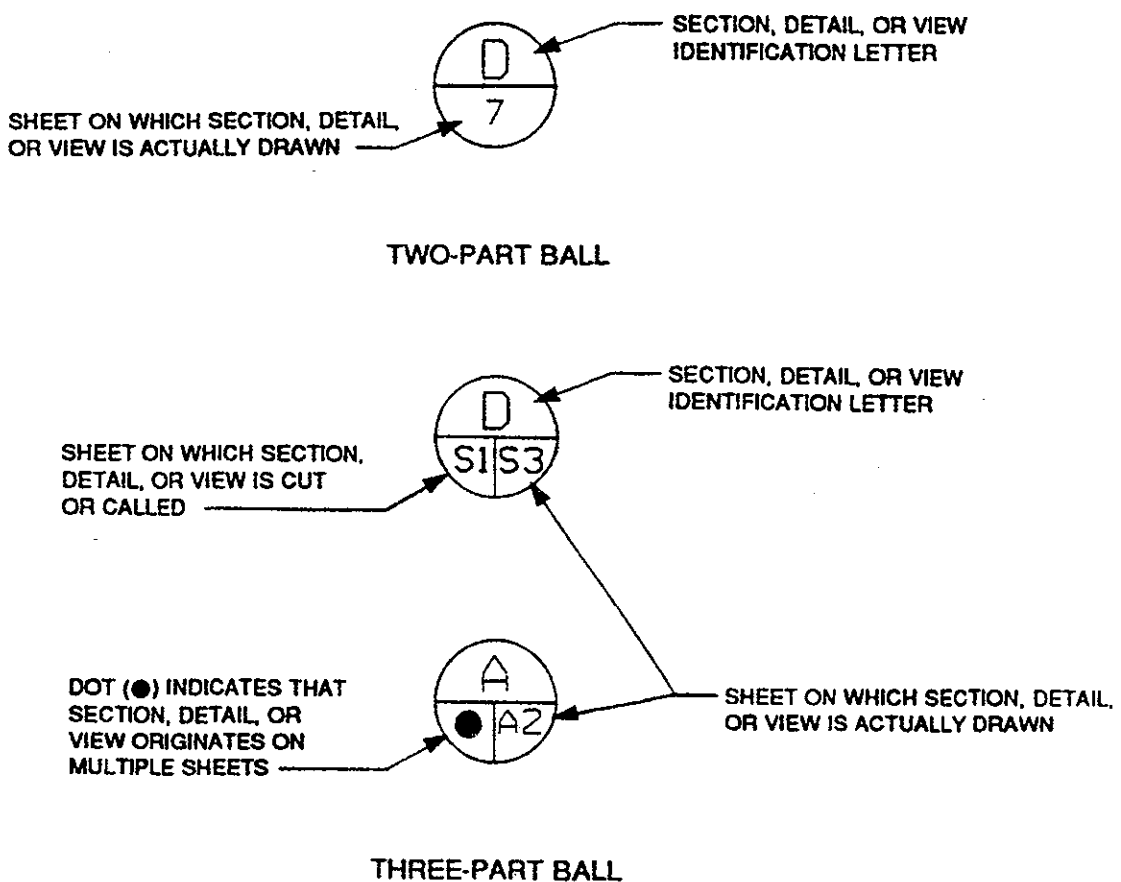 SECTION, DETAIL, OR VIEW
IDENTIFICATION LETTER
D
7
SHEET ON WHICH SECTION, DETAIL,
OR VIEW IS ACTUALLY DRAWN
TWO-PART BALL
SECTION, DETAIL, OR VIEW
IDENTIFICATION LETTER
D
S1 S3
SHEET ON WHICH SECTION,
DETAIL, OR VIEW IS CUT
OR CALLED
A
● A2
DOT (●) INDICATES THAT
SECTION, DETAIL, OR
VIEW ORIGINATES ON
MULTIPLE SHEETS
SHEET ON WHICH SECTION, DETAIL,
OR VIEW IS ACTUALLY DRAWN
THREE-PART BALL